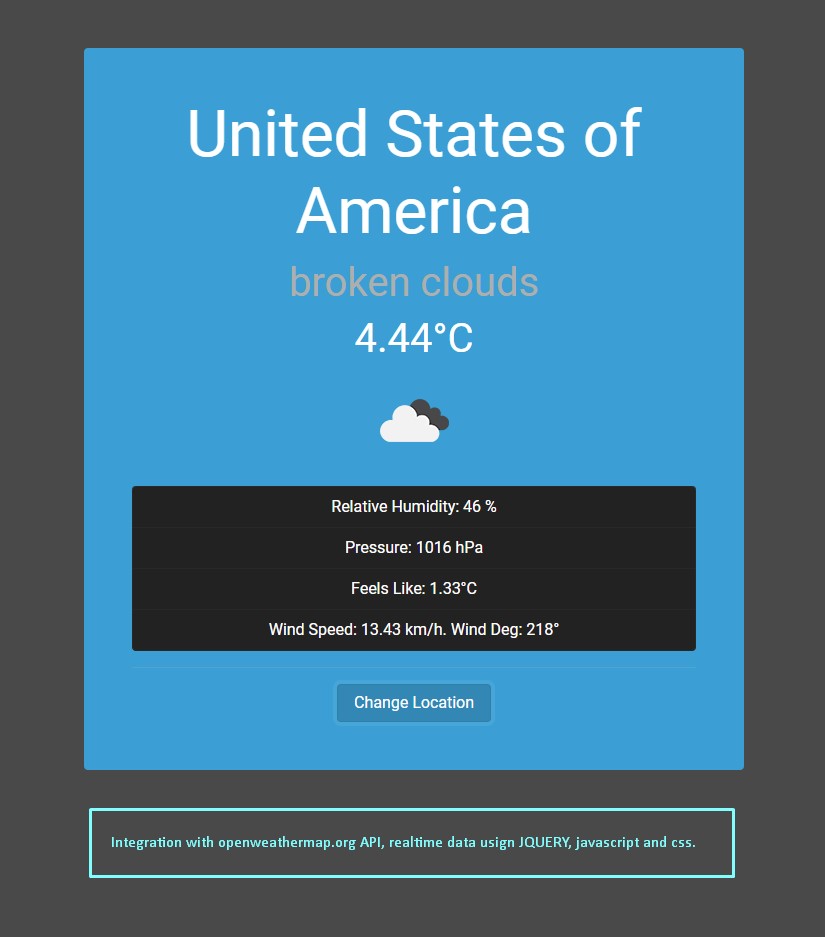 United States of
America
broken clouds
4.44°C
Relative Humidity: 46 %
Pressure: 1016 hPa
Feels Like: 1.33°C
Wind Speed: 13.43 km/h. Wind Deg: 218°
Change Location
Integration with openweathermap.org API, realtime data usign JQUERY, javascript and css.